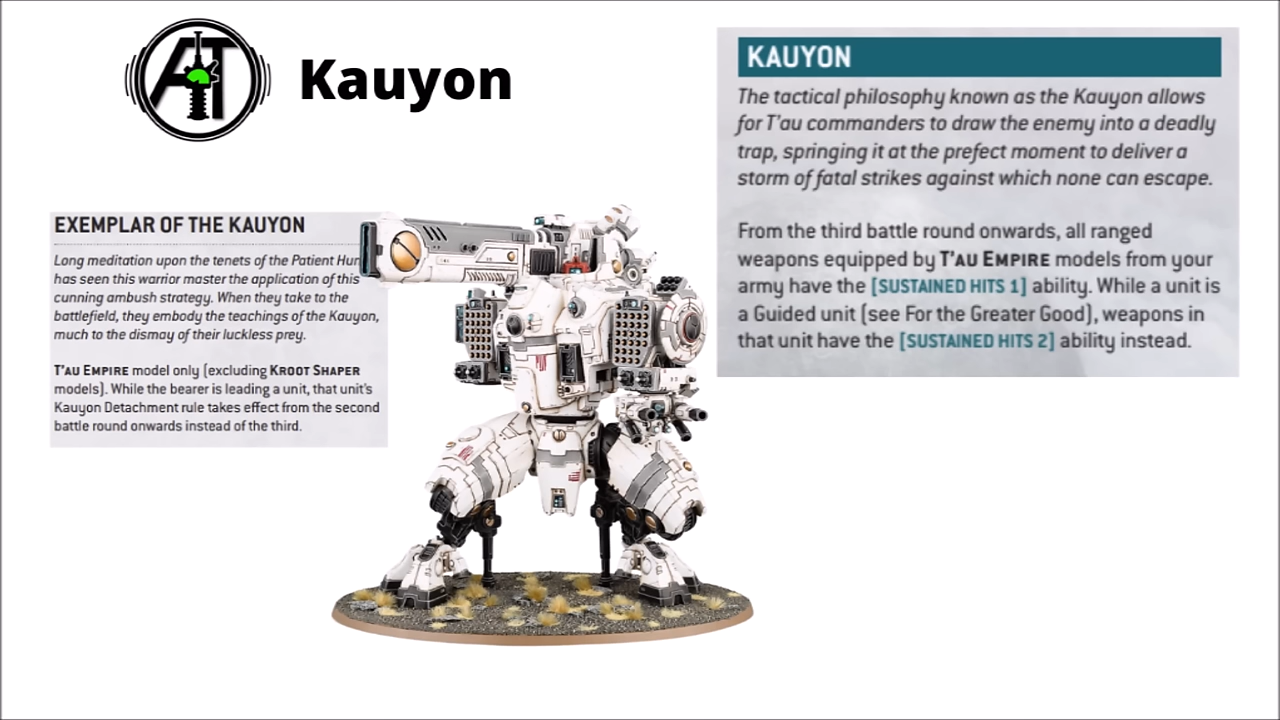 AT
Kauyon
KAUYON
The tactical philosophy known as the Kauyon allows
for T'au commanders to draw the enemy into a deadly
trap, springing it at the prefect moment to deliver a
storm of fatal strikes against which none can escape.
From the third battle round onwards, all ranged
weapons equipped by T'AU EMPIRE models from your
army have the [SUSTAINED HITS 1] ability. While a unit is
a Guided unit (see For the Greater Good), weapons in
that unit have the [SUSTAINED HITS 2] ability instead.
EXEMPLAR OF THE KAUYON
Long meditation upon the tenets of the Patient Hun
has seen this warrior master the application of this
cunning ambush strategy. When they take to the
battlefield, they embody the teachings of the Kauyon,
much to the dismay of their luckless prey.
T'AU EMPIRE model only (excluding KROOT SHAPER
models). While the bearer is leading a unit, that unit's
Kauyon Detachment rule takes effect from the second
battle round onwards instead of the third.